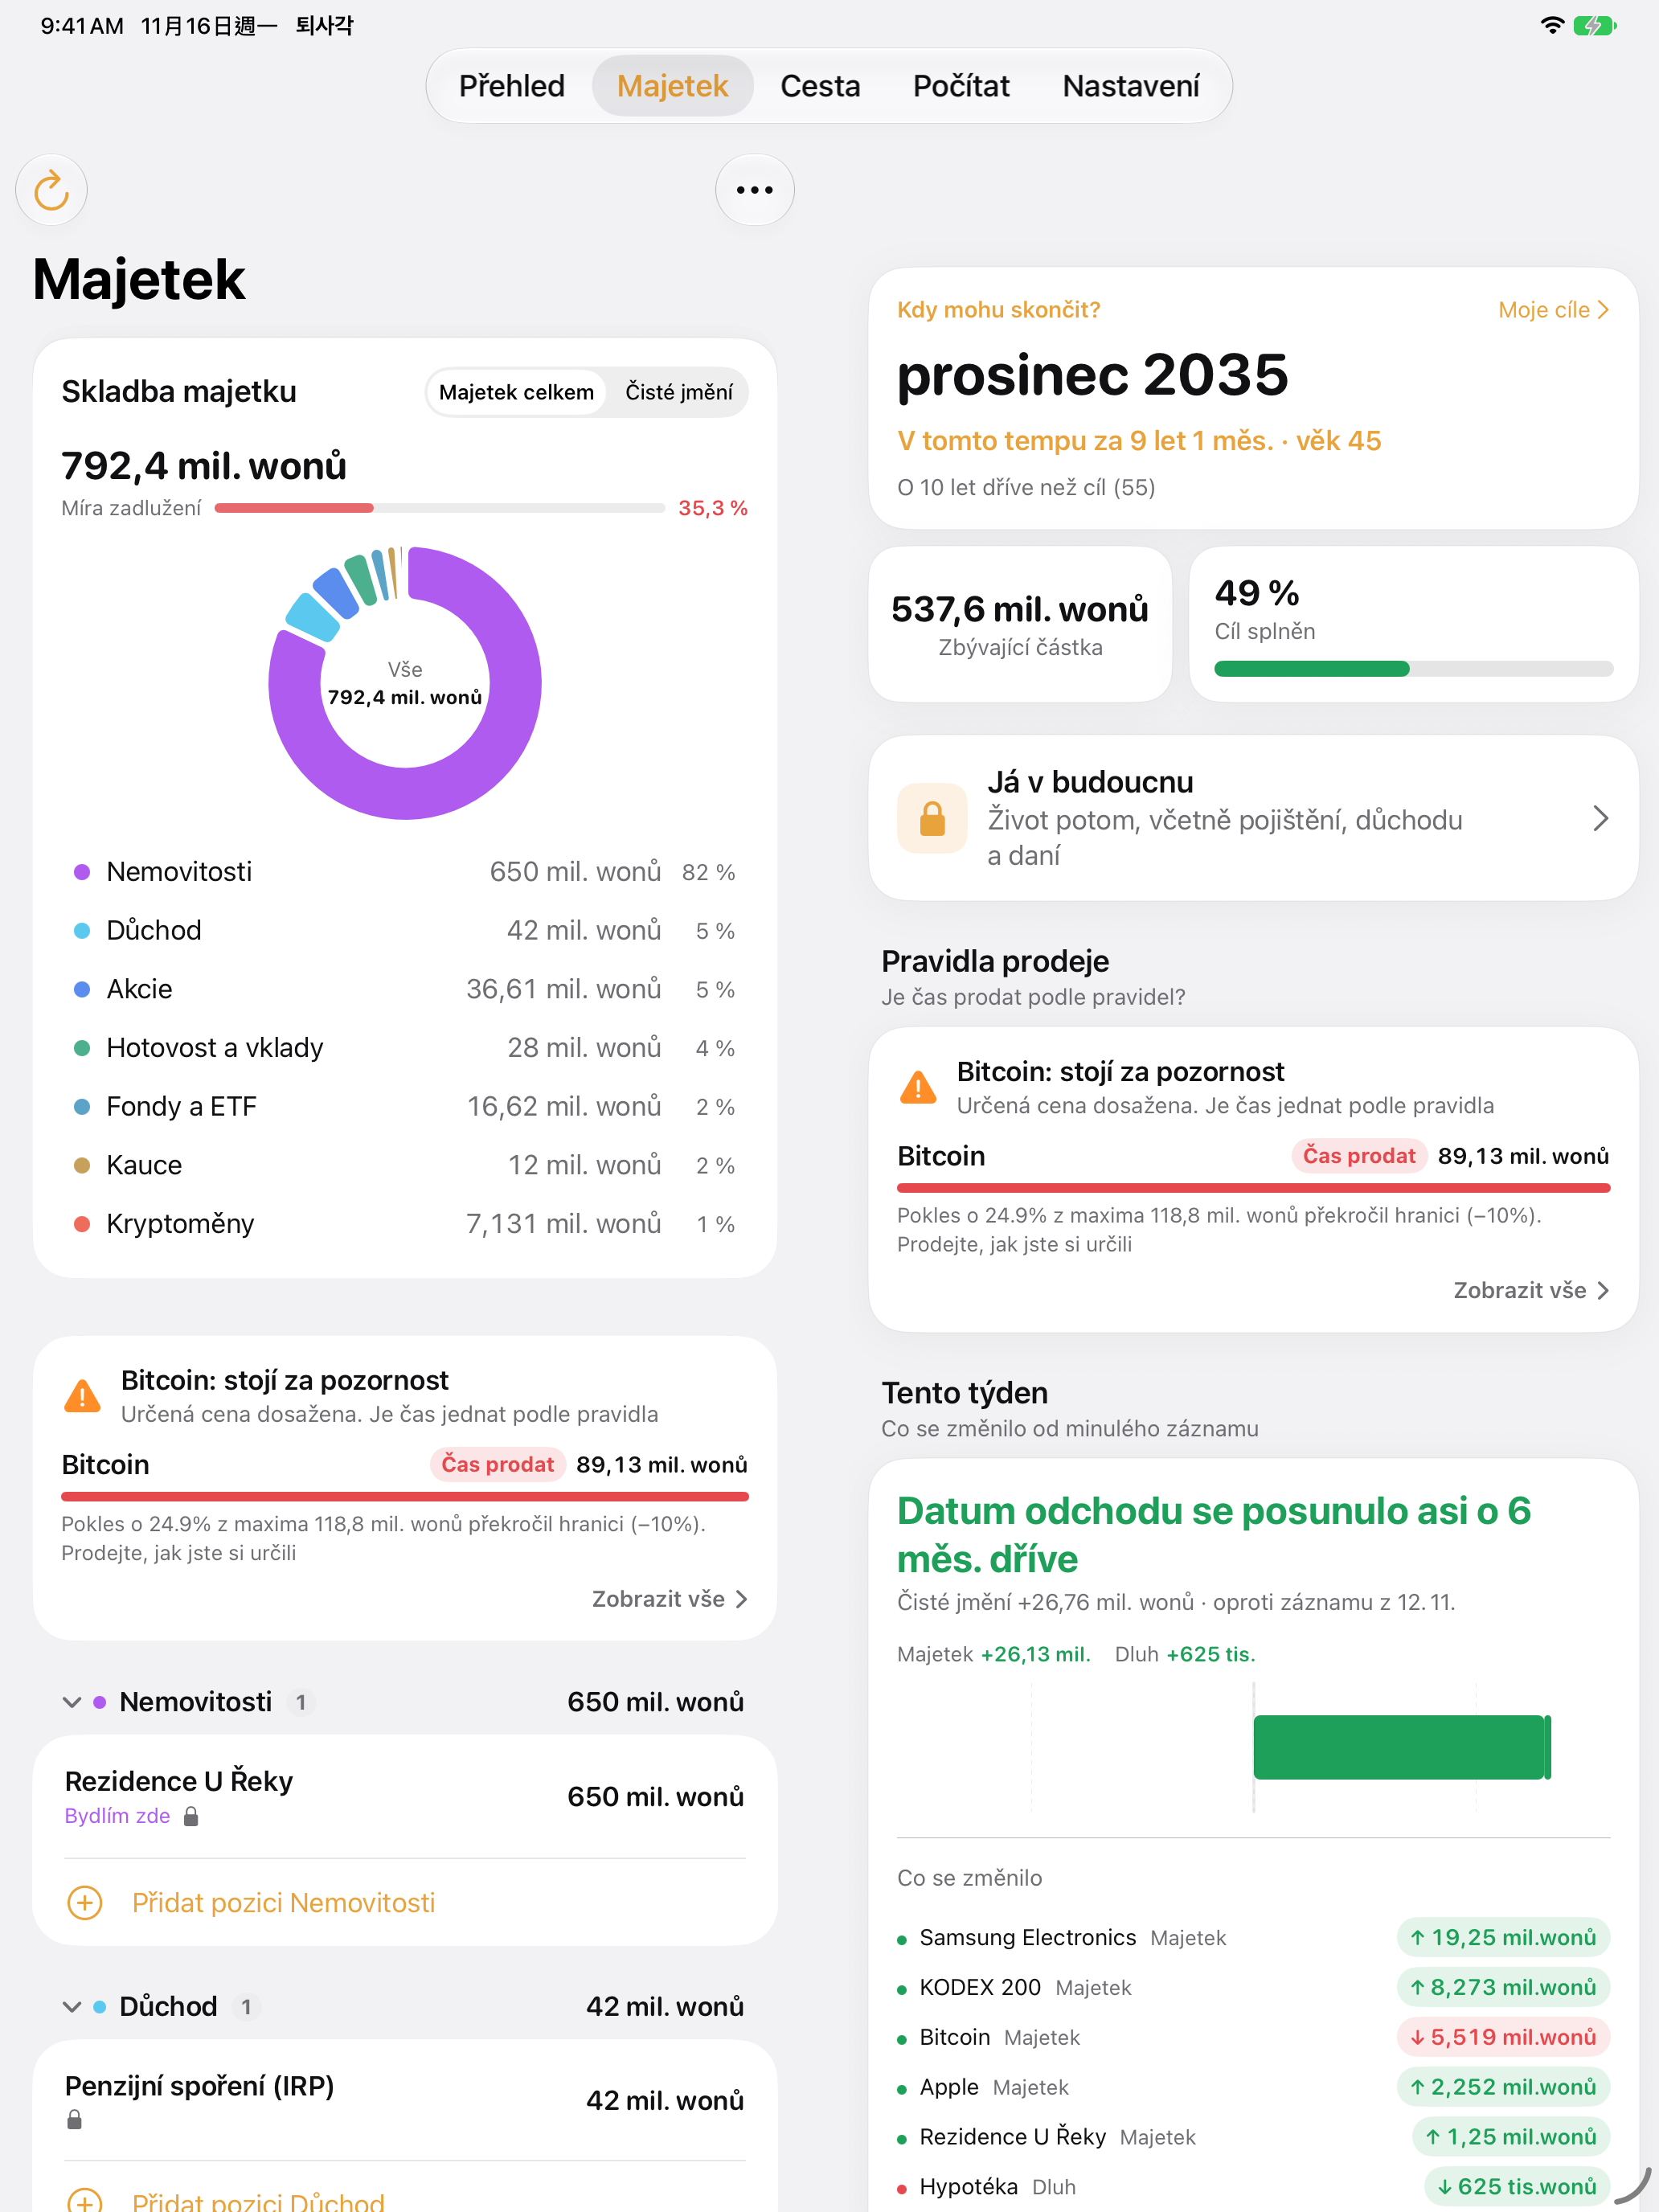 9:41 AM 11月16日週一 퇴사각
Přehled Majetek Cesta Počítat Nastavení
Majetek
Skladba majetku
Majetek celkem Čisté jmění
792,4 mil. wonů
Míra zadlužení 35,3 %
Vše
792,4 mil. wonů
Nemovitosti 650 mil. wonů 82 %
Důchod 42 mil. wonů 5 %
Akcie 36,61 mil. wonů 5 %
Hotovost a vklady 28 mil. wonů 4 %
Fondy a ETF 16,62 mil. wonů 2 %
Kauce 12 mil. wonů 2 %
Kryptoměny 7,131 mil. wonů 1 %
Bitcoin: stojí za pozornost
Určená cena dosažena. Je čas jednat podle pravidla
Bitcoin Čas prodat 89,13 mil. wonů
Pokles o 24.9% z maxima 118,8 mil. wonů překročil hranici (−10%).
Prodejte, jak jste si určili
Zobrazit vše
Nemovitosti 1 650 mil. wonů
Rezidence U Řeky 650 mil. wonů
Bydlím zde
Přidat pozici Nemovitosti
Důchod 1 42 mil. wonů
Penzijní spoření (IRP) 42 mil. wonů
Přidat pozici Důchod
Kdy mohu skončit? Moje cíle
prosinec 2035
V tomto tempu za 9 let 1 měs. · věk 45
O 10 let dříve než cíl (55)
537,6 mil. wonů
Zbývající částka
49 %
Cíl splněn
Já v budoucnu
Život potom, včetně pojištění, důchodu
a daní
Pravidla prodeje
Je čas prodat podle pravidel?
Bitcoin: stojí za pozornost
Určená cena dosažena. Je čas jednat podle pravidla
Bitcoin Čas prodat 89,13 mil. wonů
Pokles o 24.9% z maxima 118,8 mil. wonů překročil hranici (−10%).
Prodejte, jak jste si určili
Zobrazit vše
Tento týden
Co se změnilo od minulého záznamu
Datum odchodu se posunulo asi o 6
měs. dříve
Čisté jmění +26,76 mil. wonů · oproti záznamu z 12. 11.
Majetek +26,13 mil. Dluh +625 tis.
Co se změnilo
Samsung Electronics Majetek ↑ 19,25 mil.wonů
KODEX 200 Majetek ↑ 8,273 mil.wonů
Bitcoin Majetek ↓ 5,519 mil.wonů
Apple Majetek ↑ 2,252 mil.wonů
Rezidence U Řeky Majetek ↑ 1,25 mil.wonů
Hypotéka Dluh ↓ 625 tis.wonů